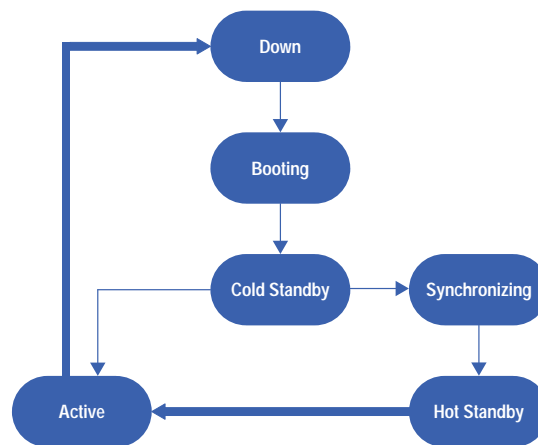 Down
Booting
Cold Standby
Synchronizing
Active
Hot Standby